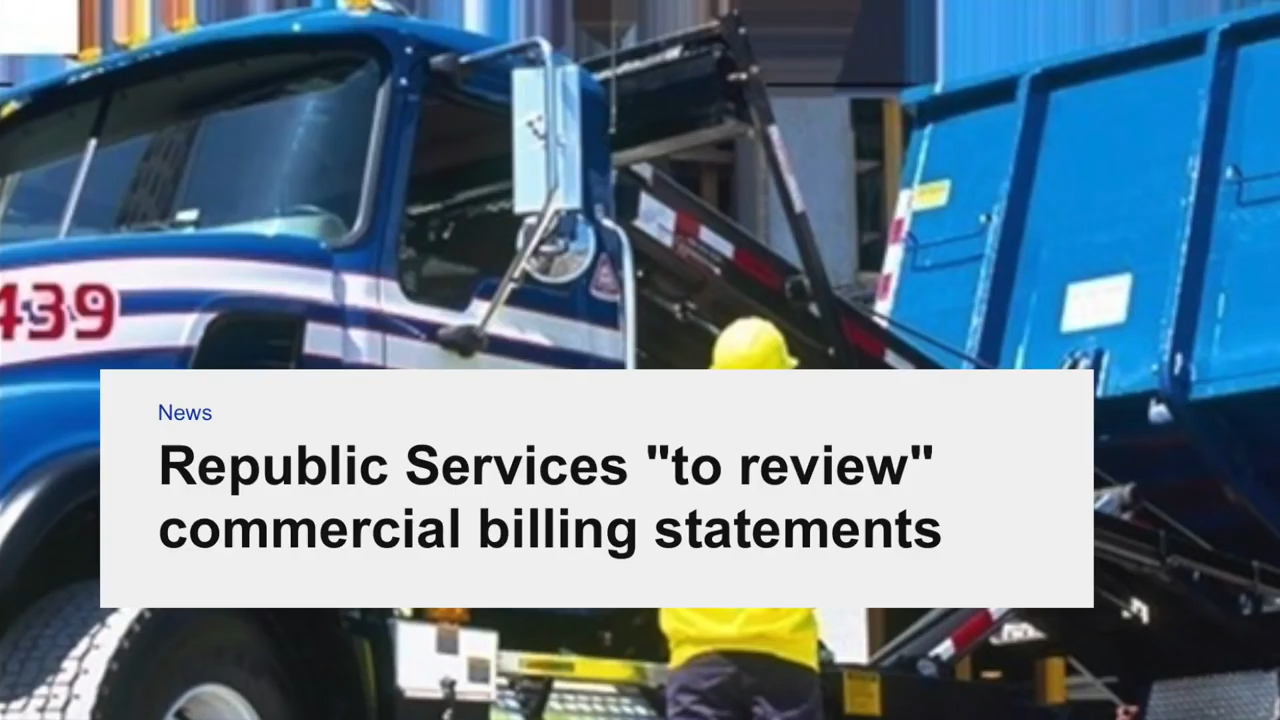 439
News
Republic Services "to review"
commercial billing statements